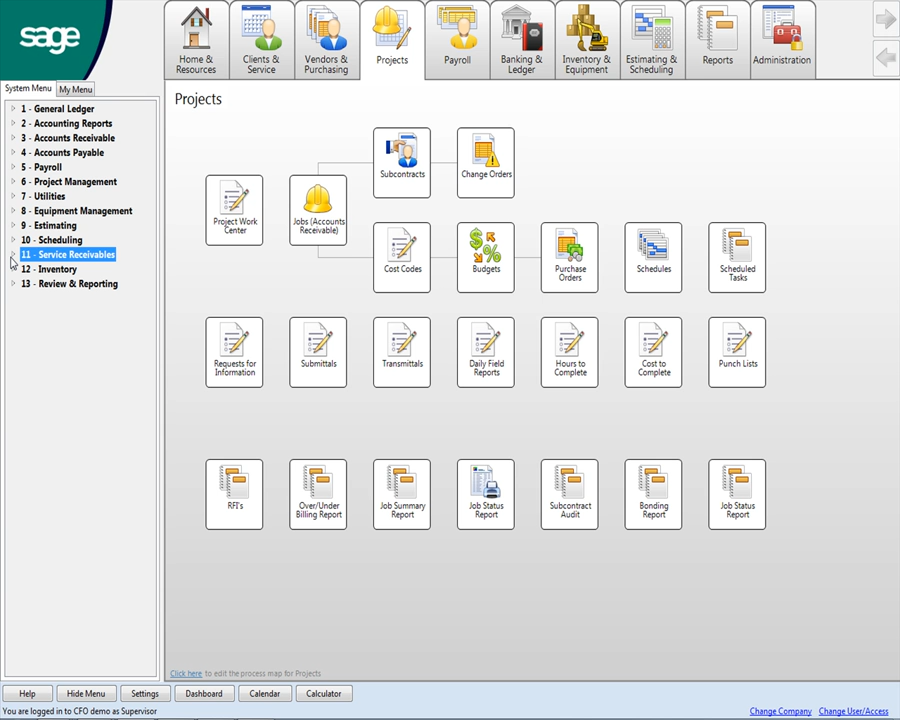 sage
Home & Resources
Clients & Service
Vendors & Purchasing
Projects
Payroll
Banking & Ledger
Inventory & Equipment
Estimating & Scheduling
Reports
Administration
System Menu
My Menu
1 - General Ledger
2 - Accounting Reports
3 - Accounts Receivable
4 - Accounts Payable
5 - Payroll
6 - Project Management
7 - Utilities
8 - Equipment Management
9 - Estimating
10 - Scheduling
11 - Service Receivables
12 - Inventory
13 - Review & Reporting
Projects
Subcontracts
Change Orders
Project Work Center
Jobs (Accounts Receivable)
Cost Codes
Budgets
Purchase Orders
Schedules
Scheduled Tasks
Requests for Information
Submittals
Transmittals
Daily Field Reports
Hours to Complete
Cost to Complete
Punch Lists
RFI's
Over/Under Billing Report
Job Summary Report
Job Status Report
Subcontract Audit
Bonding Report
Job Status Report
Click here to edit the process map for Projects
Help
Hide Menu
Settings
Dashboard
Calendar
Calculator
You are logged in to CFO demo as Supervisor
Change Company
Change User/Access